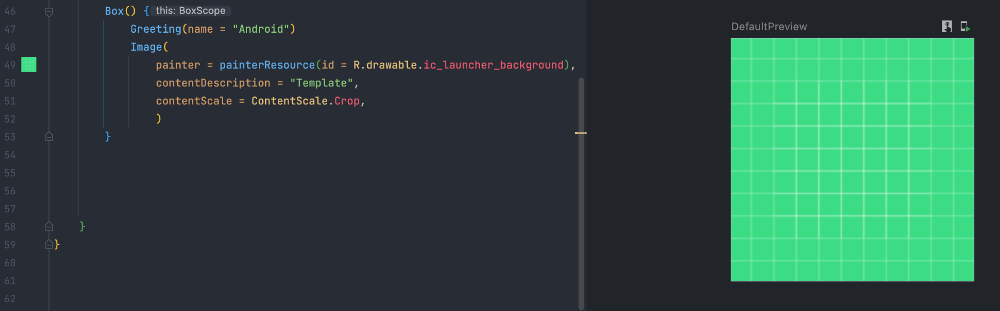 46 Box() { this: BoxScope
47 Greeting(name = "Android")
48 Image(
49 painter = painterResource(id = R.drawable.ic_launcher_background),
50 contentDescription = "Template",
51 contentScale = ContentScale.Crop,
52 )
53 }
54
55
56
57
58 }
59 }
60
61
62
DefaultPreview